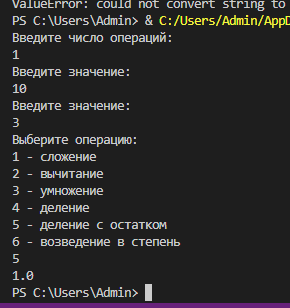 ValueError: could not convert string to
PS C:\Users\Admin> & C:/Users/Admin/AppD
Введите число операций:
1
Введите значение:
10
Введите значение:
3
Выберите операцию:
1 - сложение
2 - вычитание
3 - умножение
4 - деление
5 - деление с остатком
6 - возведение в степень
5
1.0
PS C:\Users\Admin>